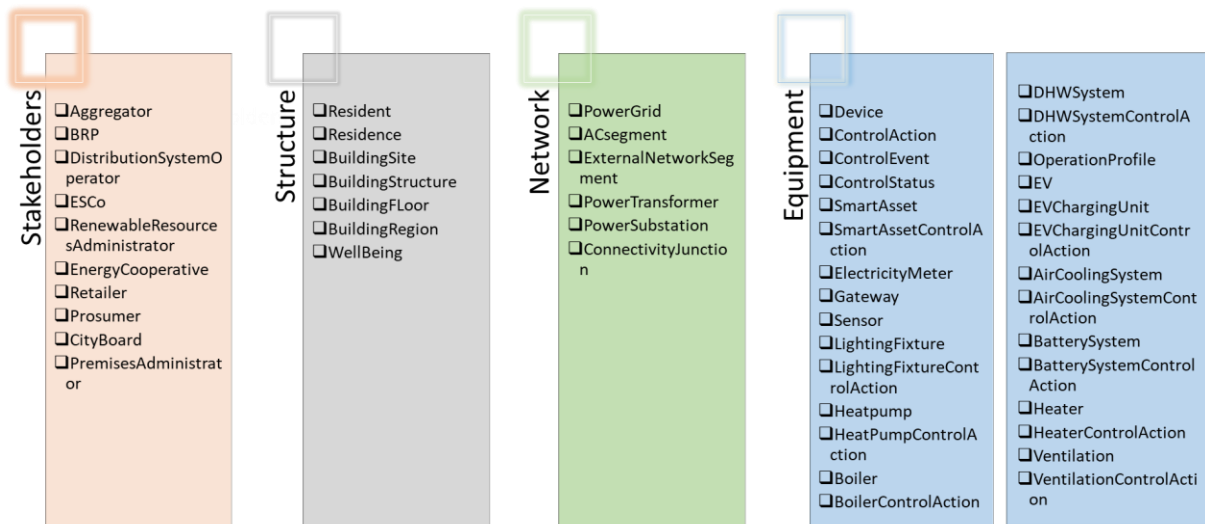 Stakeholders
❑Aggregator
❑BRP
❑DistributionSystemO
perator
❑ESCo
❑RenewableResource
sAdministrator
❑EnergyCooperative
❑Retailer
❑Prosumer
❑CityBoard
❑PremisesAdministrat
or
Structure
❑Resident
❑Residence
❑BuildingSite
❑BuildingStructure
❑BuildingFLoor
❑BuildingRegion
❑WellBeing
Network
❑PowerGrid
❑ACsegment
❑ExternalNetworkSeg
ment
❑PowerTransformer
❑PowerSubstation
❑ConnectivityJunctio
n
Equipment
❑Device
❑ControlAction
❑ControlEvent
❑ControlStatus
❑SmartAsset
❑SmartAssetControlA
ction
❑ElectricityMeter
❑Gateway
❑Sensor
❑LightingFixture
❑LightingFixtureCont
rolAction
❑Heatpump
❑HeatPumpControlA
ction
❑Boiler
❑BoilerControlAction
❑DHWSystem
❑DHWSystemControlA
ction
❑OperationProfile
❑EV
❑EVChargingUnit
❑EVChargingUnitContr
olAction
❑AirCoolingSystem
❑AirCoolingSystemCont
rolAction
❑BatterySystem
❑BatterySystemControl
Action
❑Heater
❑HeaterControlAction
❑Ventilation
❑VentilationControlActi
on